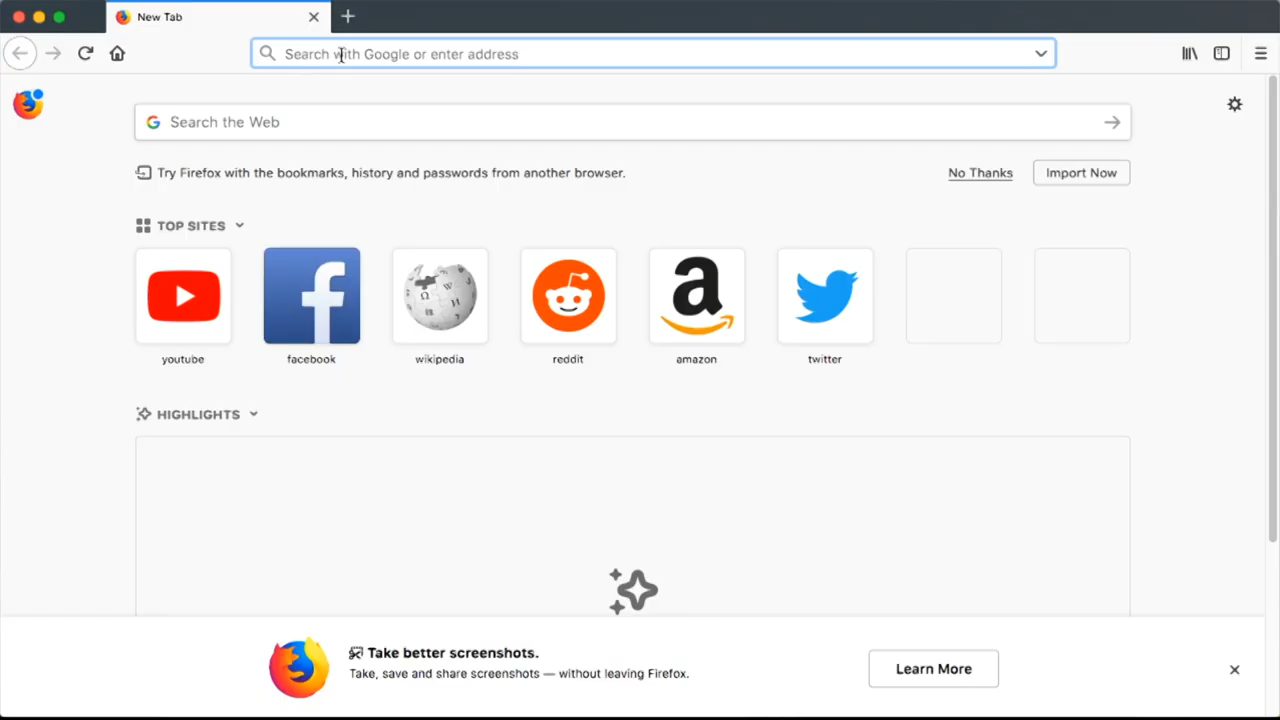 New Tab
Search with Google or enter address
Search the Web
Try Firefox with the bookmarks, history and passwords from another browser.
No Thanks
Import Now
TOP SITES
youtube
facebook
wikipedia
reddit
amazon
twitter
HIGHLIGHTS
Take better screenshots.
Take, save and share screenshots — without leaving Firefox.
Learn More